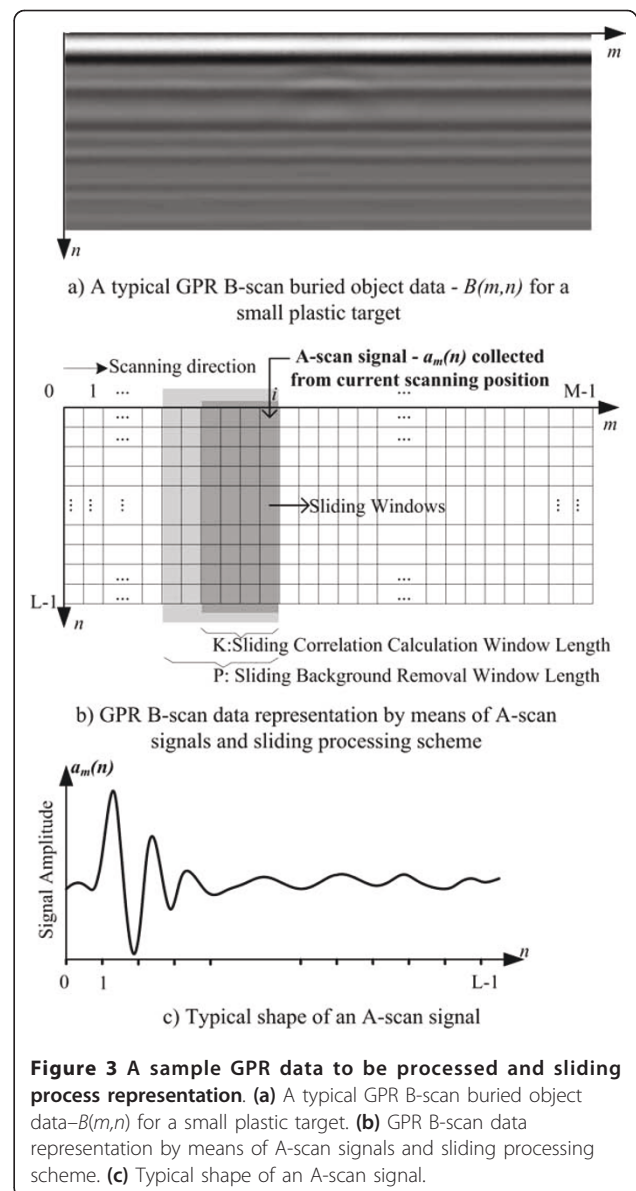 m
n
a) A typical GPR B-scan buried object data - B(m,n) for a
small plastic target
Scanning direction
A-scan signal - aₘ(n) collected
from current scanning position
0 1 ... i ... M-1
m
... ...
... ...
⋮ ⋮ ⋮ ⋮ ⋮
Sliding Windows
... ...
L-1 ... ...
n
K:Sliding Correlation Calculation Window Length
P: Sliding Background Removal Window Length
b) GPR B-scan data representation by means of A-scan
signals and sliding processing scheme
aₘ(n)
Signal Amplitude
n
0 1 L-1
c) Typical shape of an A-scan signal
Figure 3 A sample GPR data to be processed and sliding
process representation. (a) A typical GPR B-scan buried object
data–B(m,n) for a small plastic target. (b) GPR B-scan data
representation by means of A-scan signals and sliding processing
scheme. (c) Typical shape of an A-scan signal.